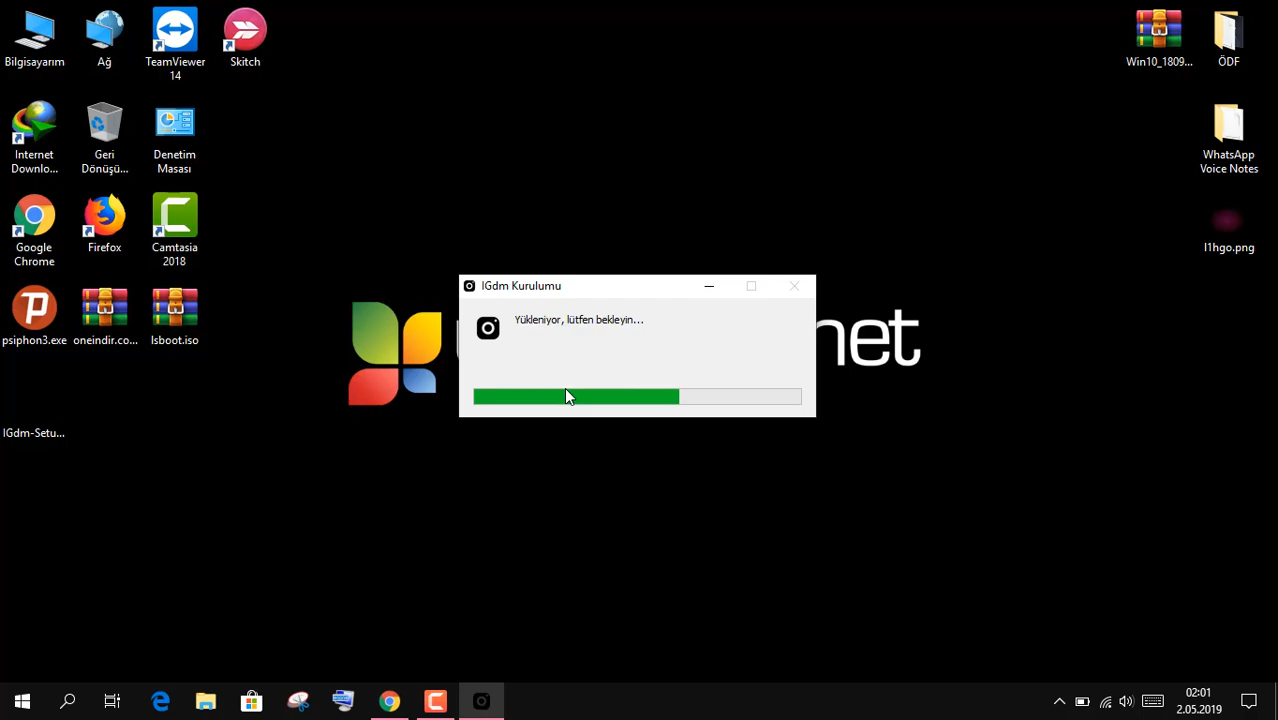 Bilgisayarım
Ağ
TeamViewer
14
Skitch
Win10_1809...
ÖDF
Internet
Downlo...
Geri
Dönüşü...
Denetim
Masası
WhatsApp
Voice Notes
Google
Chrome
Firefox
Camtasia
2018
l1hgo.png
psiphon3.exe
oneindir.co...
lsboot.iso
IGdm Kurulumu
Yükleniyor, lütfen bekleyin...
net
IGdm-Setu...
02:01
2.05.2019